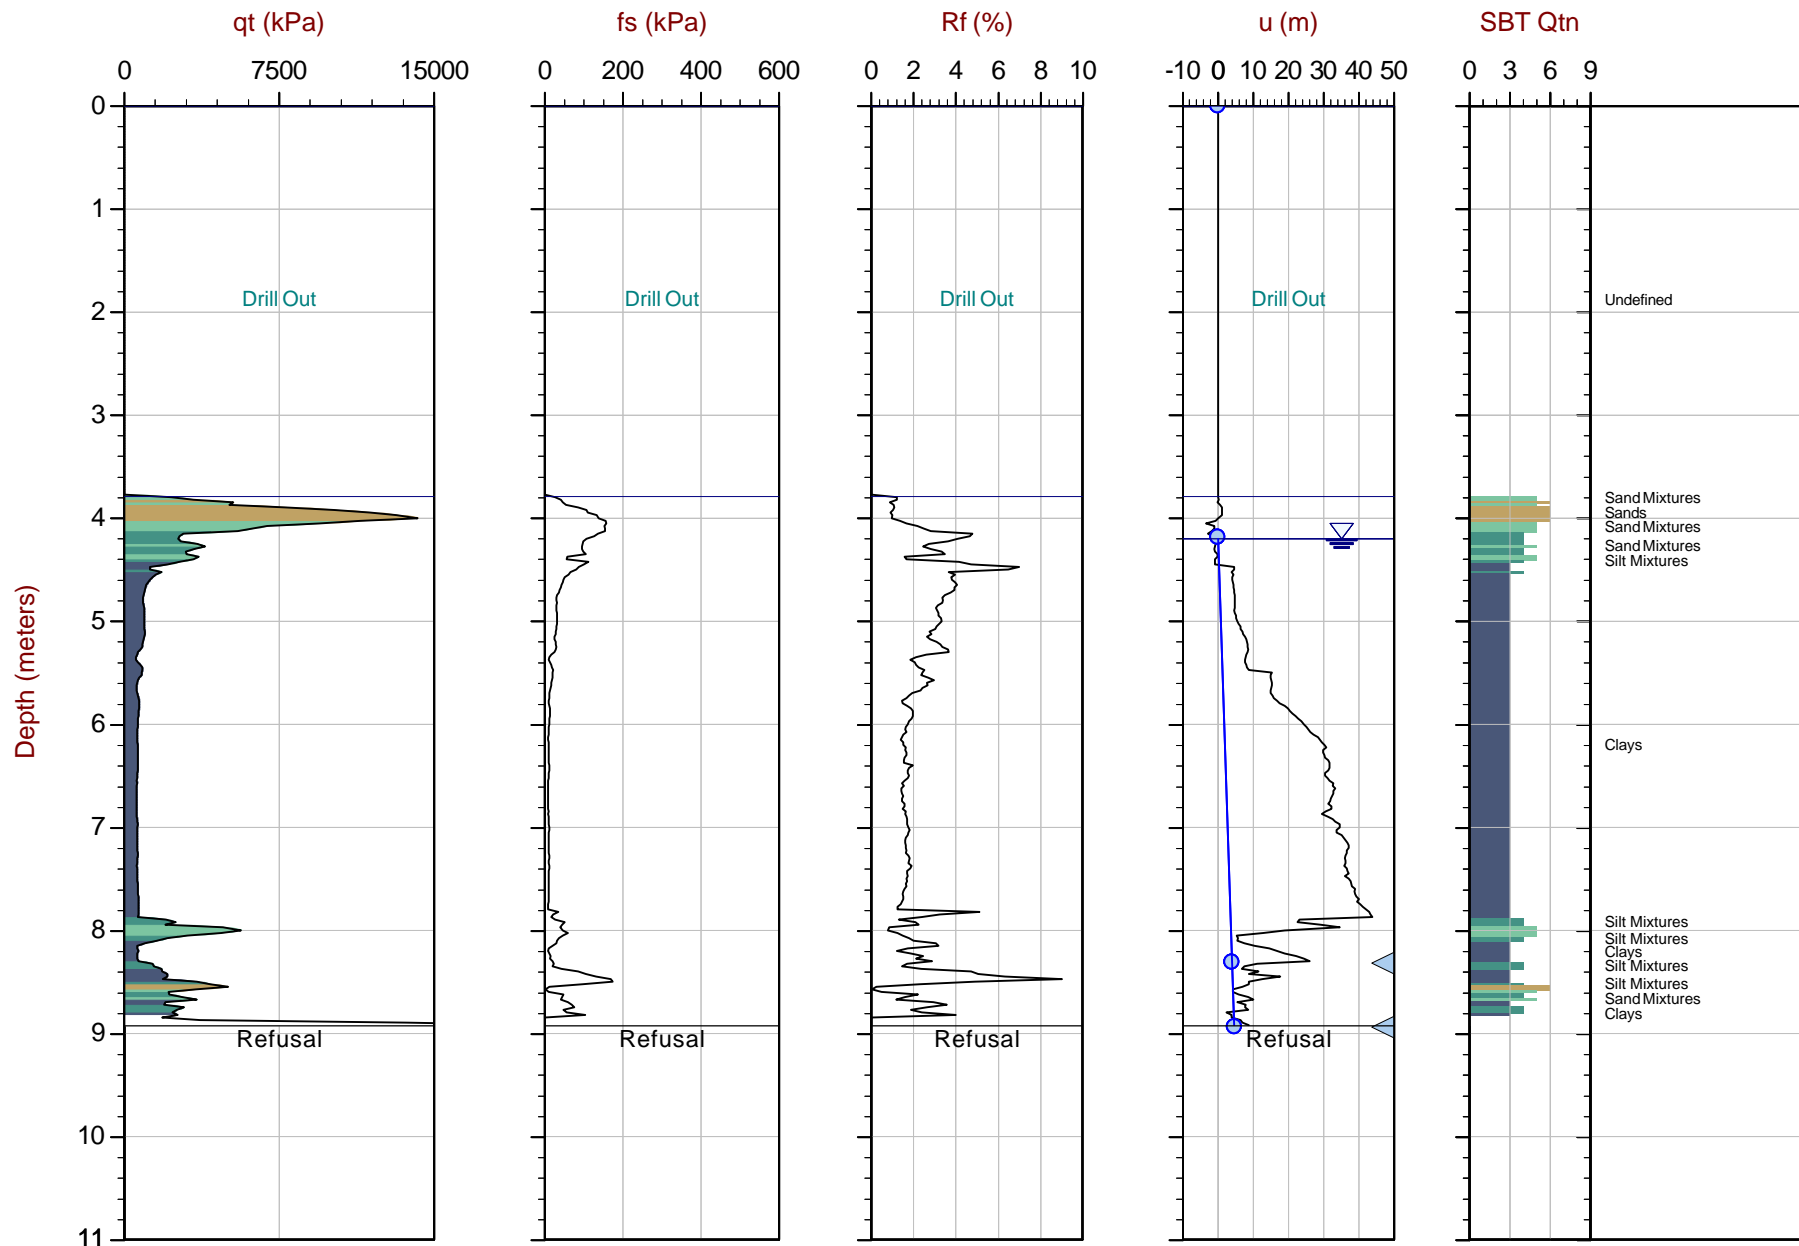 qt (kPa) fs (kPa) Rf (%) u (m) SBT Qtn
0 7500 15000 0 200 400 600 0 2 4 6 8 10 -10 0 10 20 30 40 50 0 3 6 9
0
1
Drill Out Drill Out Drill Out Drill Out Undefined
2
3
Sand Mixtures
Sands
4
Sand Mixtures
Sand Mixtures
Silt Mixtures
5
Depth (meters)
6
Clays
7
Silt Mixtures
8
Silt Mixtures
Clays
Silt Mixtures
Silt Mixtures
Sand Mixtures
Clays
9
Refusal Refusal Refusal Refusal
10
11